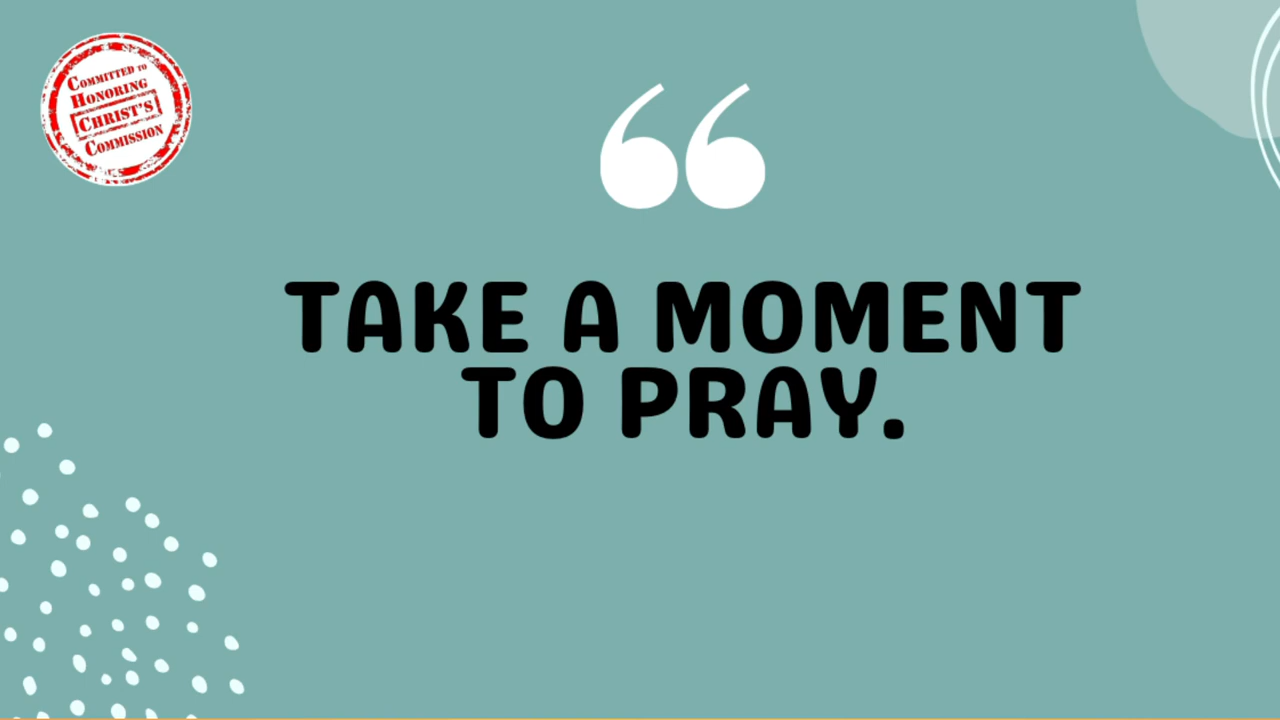 COMMITTED TO
HONORING
CHRIST'S
COMMISSION
“
TAKE A MOMENT
TO PRAY.